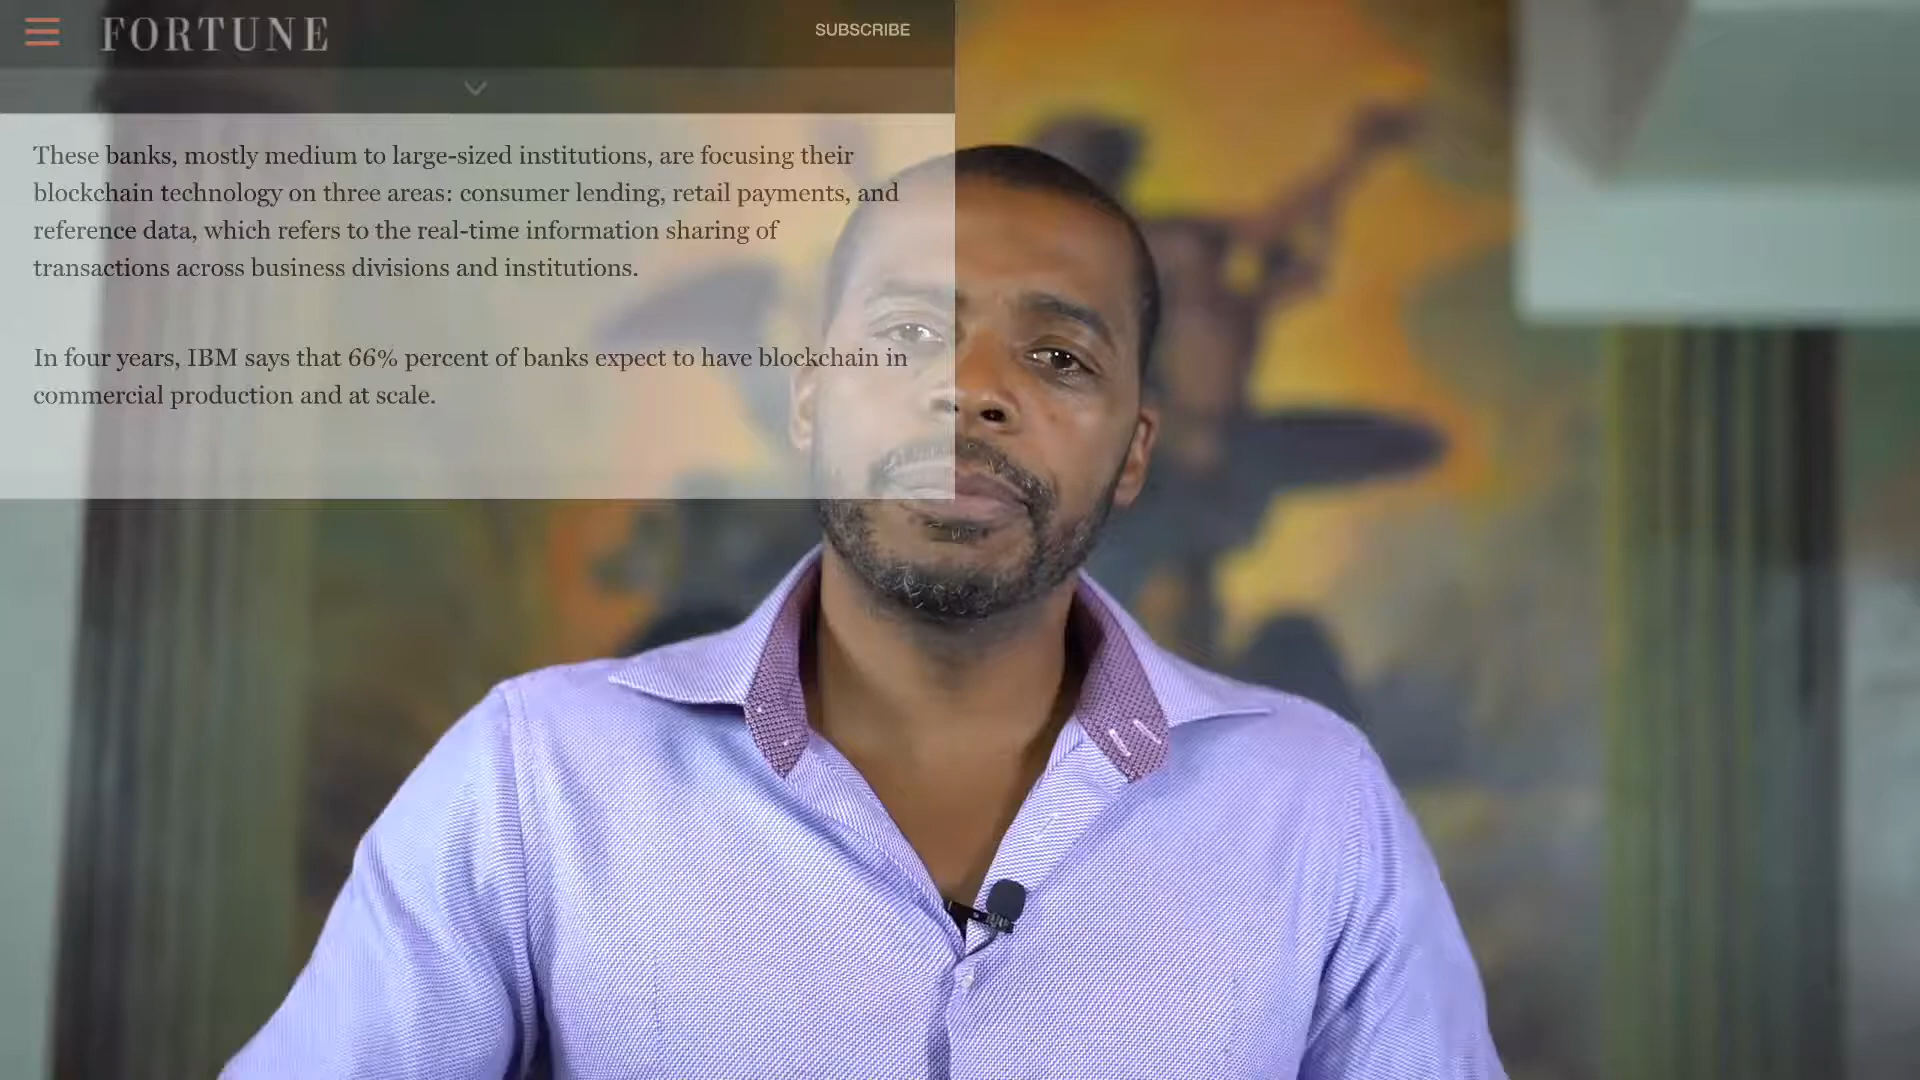 FORTUNE
SUBSCRIBE
These banks, mostly medium to large-sized institutions, are focusing their
blockchain technology on three areas: consumer lending, retail payments, and
reference data, which refers to the real-time information sharing of
transactions across business divisions and institutions.
In four years, IBM says that 66% percent of banks expect to have blockchain in
commercial production and at scale.